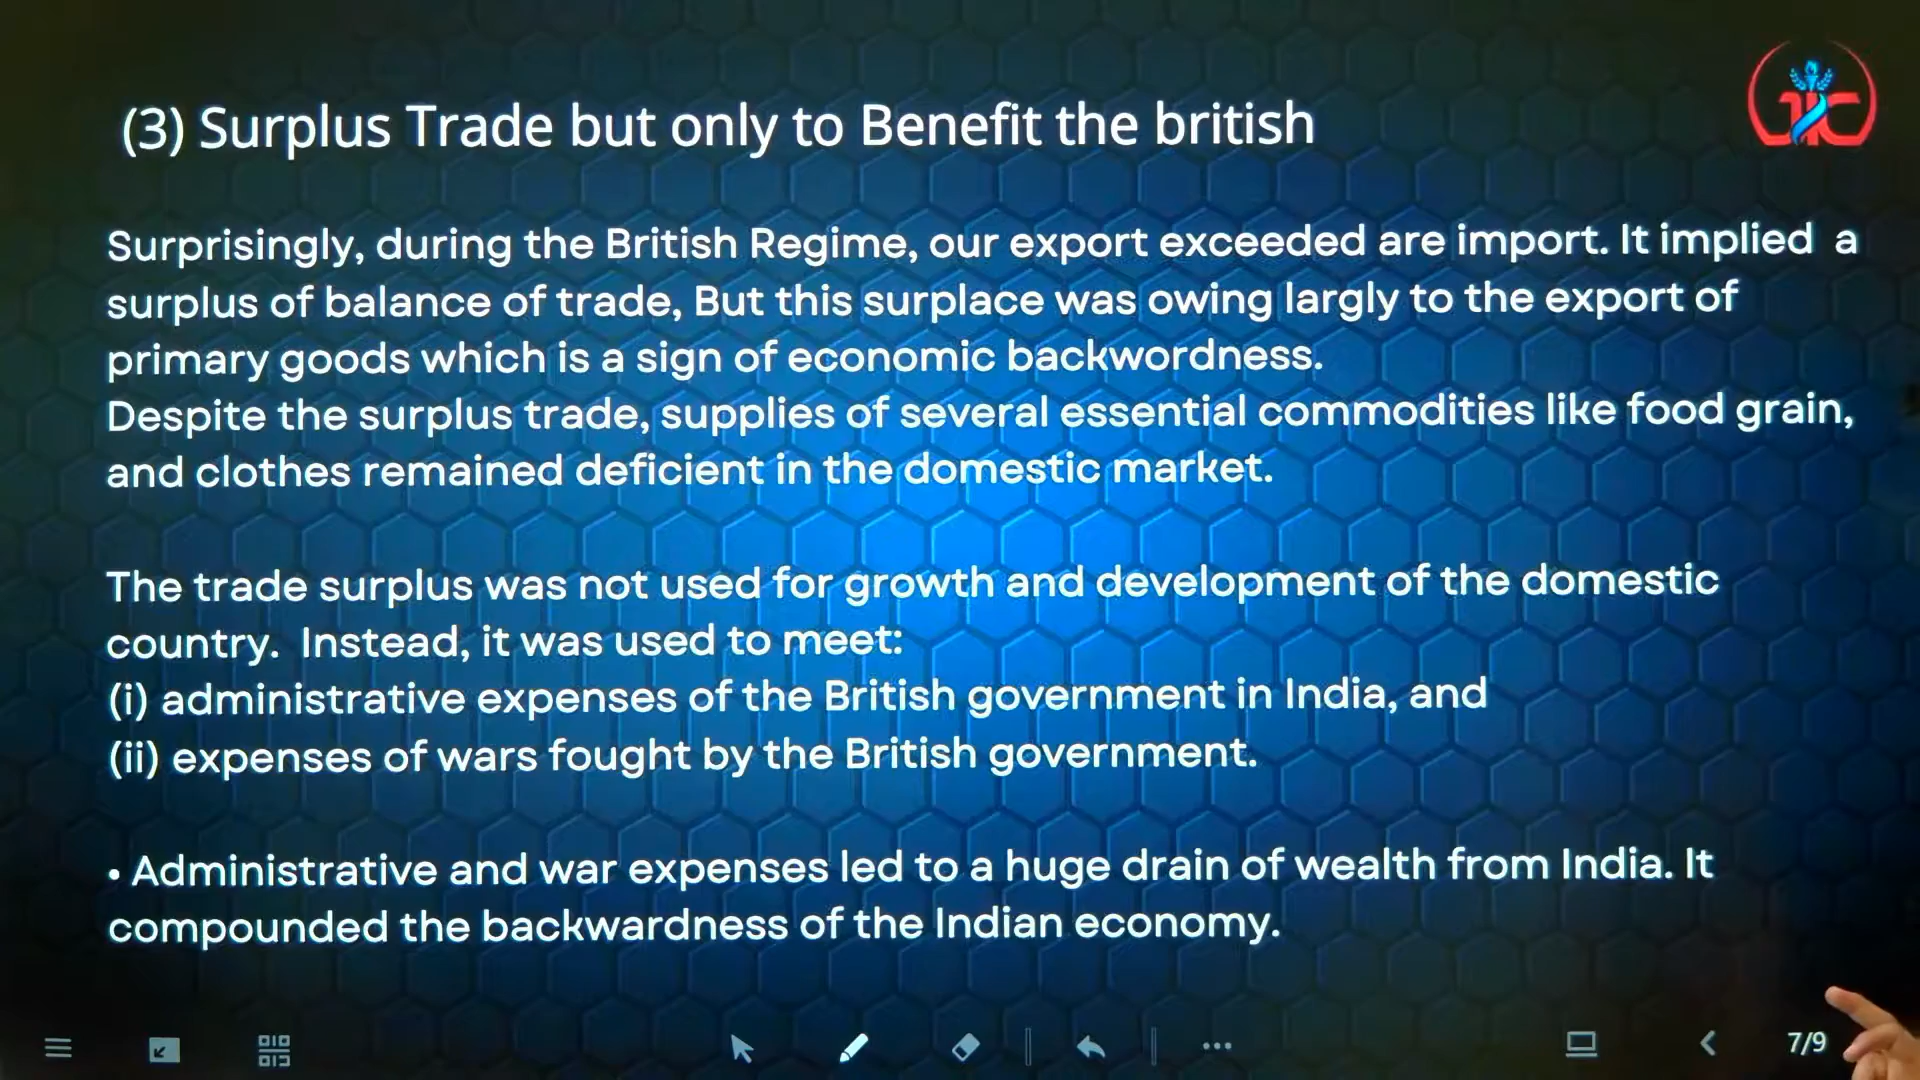 (3) Surplus Trade but only to Benefit the british
Surprisingly, during the British Regime, our export exceeded are import. It implied a
surplus of balance of trade, But this surplace was owing largly to the export of
primary goods which is a sign of economic backwordness.
Despite the surplus trade, supplies of several essential commodities like food grain,
and clothes remained deficient in the domestic market.
The trade surplus was not used for growth and development of the domestic
country. Instead, it was used to meet:
(i) administrative expenses of the British government in India, and
(ii) expenses of wars fought by the British government.
• Administrative and war expenses led to a huge drain of wealth from India. It
compounded the backwardness of the Indian economy.
7/9